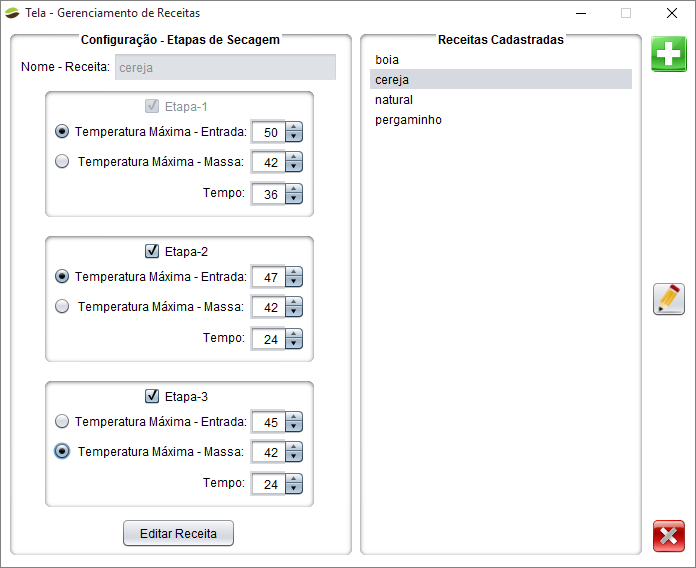 Tela - Gerenciamento de Receitas
Configuração - Etapas de Secagem
Nome - Receita: cereja
Etapa-1
Temperatura Máxima - Entrada: 50
Temperatura Máxima - Massa: 42
Tempo: 36
Etapa-2
Temperatura Máxima - Entrada: 47
Temperatura Máxima - Massa: 42
Tempo: 24
Etapa-3
Temperatura Máxima - Entrada: 45
Temperatura Máxima - Massa: 42
Tempo: 24
Editar Receita
Receitas Cadastradas
boia
cereja
natural
pergaminho